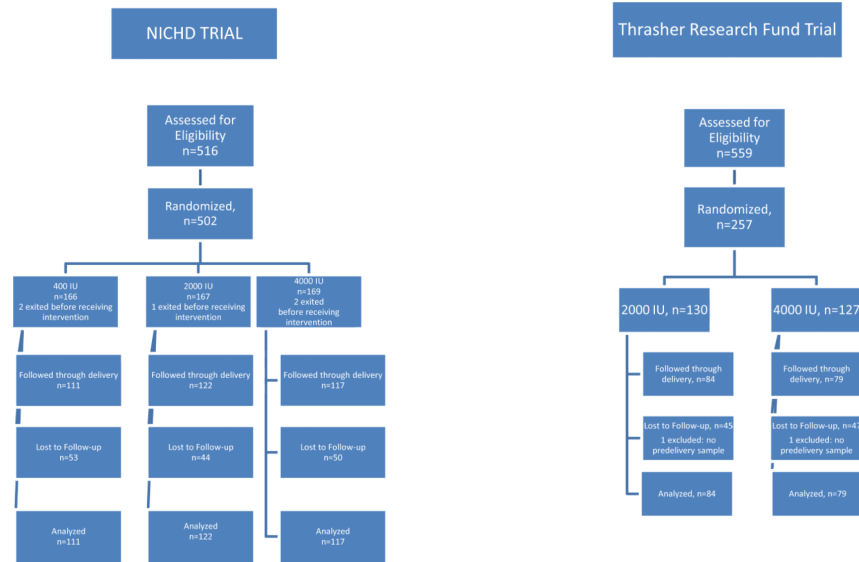 NICHD TRIAL
Assessed for
Eligibility
n=516
Randomized,
n=502
400 IU
n=166
2 exited before receiving
intervention
2000 IU
n=167
1 exited before receiving
intervention
4000 IU
n=169
2 exited
before receiving
intervention
Followed through delivery
n=111
Followed through delivery
n=122
Followed through delivery
n=117
Lost to Follow-up
n=53
Lost to Follow-up
n=44
Lost to Follow-up
n=50
Analyzed
n=111
Analyzed
n=122
Analyzed
n=117
Thrasher Research Fund Trial
Assessed for
Eligibility
n=559
Randomized,
n=257
2000 IU, n=130
4000 IU, n=127
Followed through
delivery, n=84
Followed through
delivery, n=79
Lost to Follow-up, n=45
1 excluded: no
predelivery sample
Lost to Follow-up, n=47
1 excluded: no
predelivery sample
Analyzed, n=84
Analyzed, n=79